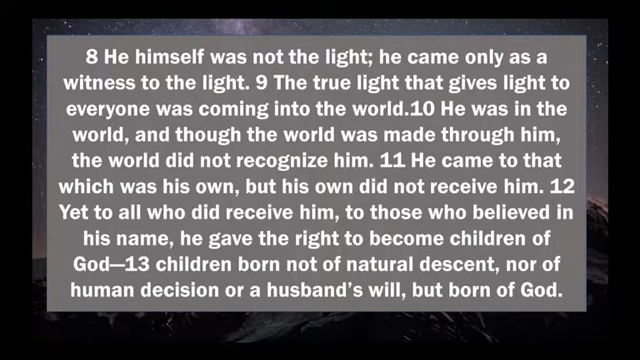 8 He himself was not the light; he came only as a
witness to the light. 9 The true light that gives light to
everyone was coming into the world.10 He was in the
world, and though the world was made through him,
the world did not recognize him. 11 He came to that
which was his own, but his own did not receive him. 12
Yet to all who did receive him, to those who believed in
his name, he gave the right to become children of
God—13 children born not of natural descent, nor of
human decision or a husband's will, but born of God.